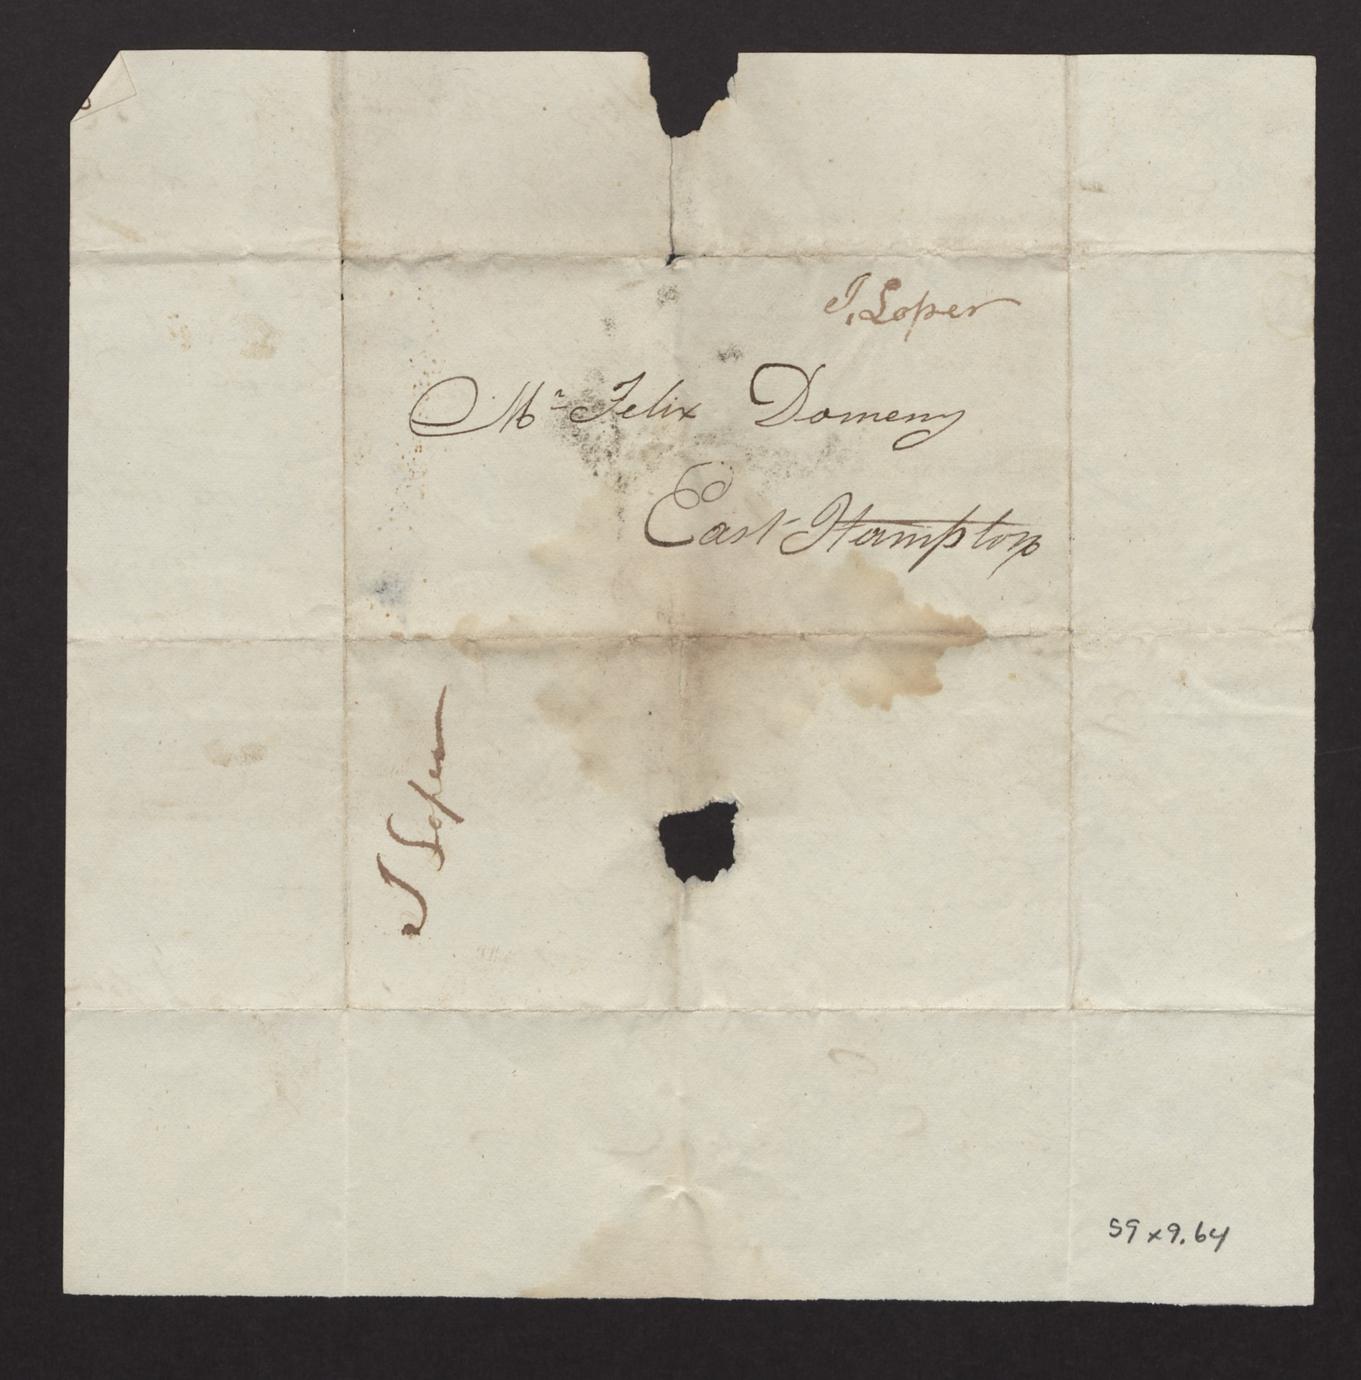 J. Loper
Mr Felix Domeny
East Hampton
J Loper
59x9.64